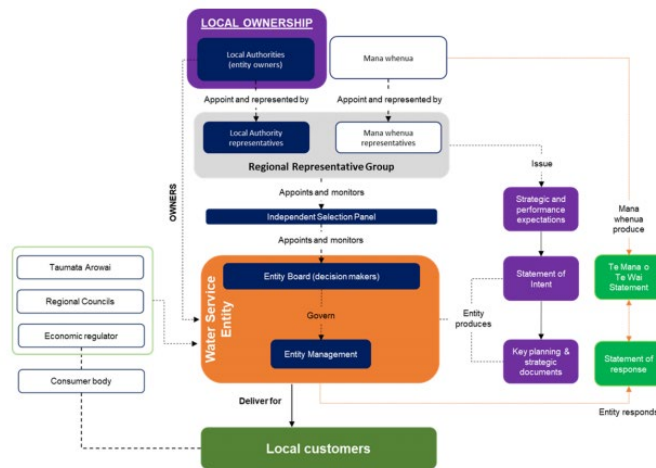 LOCAL OWNERSHIP
Local Authorities
(entity owners)
Mana whenua
Appoint and represented by
Appoint and represented by
Local Authority
representatives
Mana whenua
representatives
Regional Representative Group
Issue
Appoints and monitors
OWNERS
Strategic and
performance
expectations
Mana
whenua
produce
Independent Selection Panel
Appoints and monitors
Taumata Arowai
Regional Councils
Economic regulator
Consumer body
Water Service
Entity
Entity Board (decision makers)
Govern
Entity Management
Statement of
Intent
Te Mana o
Te Wai
Statement
Entity
produces
Key planning &
strategic
documents
Statement of
response
Deliver for
Entity responds
Local customers